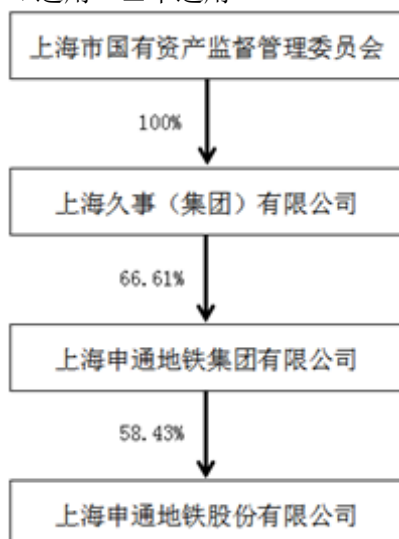 上海市国有资产监督管理委员会
100%
上海久事（集团）有限公司
66.61%
上海申通地铁集团有限公司
58.43%
上海申通地铁股份有限公司